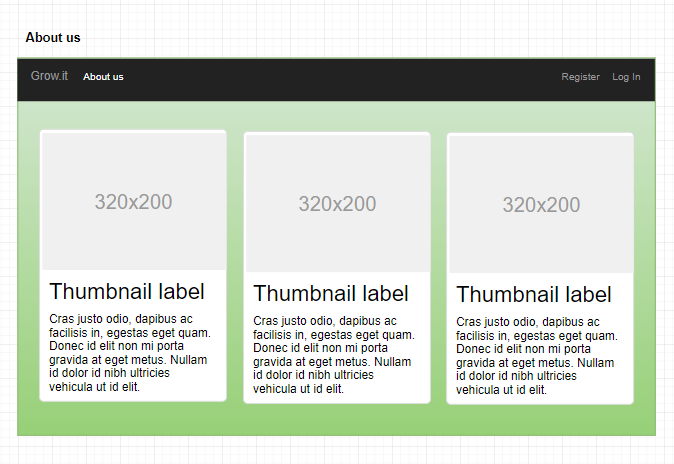 About us
Grow.it About us Register Log In
320x200 320x200 320x200
Thumbnail label
Cras justo odio, dapibus ac
facilisis in, egestas eget quam.
Donec id elit non mi porta
gravida at eget metus. Nullam
id dolor id nibh ultricies
vehicula ut id elit.
Thumbnail label
Cras justo odio, dapibus ac
facilisis in, egestas eget quam.
Donec id elit non mi porta
gravida at eget metus. Nullam
id dolor id nibh ultricies
vehicula ut id elit.
Thumbnail label
Cras justo odio, dapibus ac
facilisis in, egestas eget quam.
Donec id elit non mi porta
gravida at eget metus. Nullam
id dolor id nibh ultricies
vehicula ut id elit.